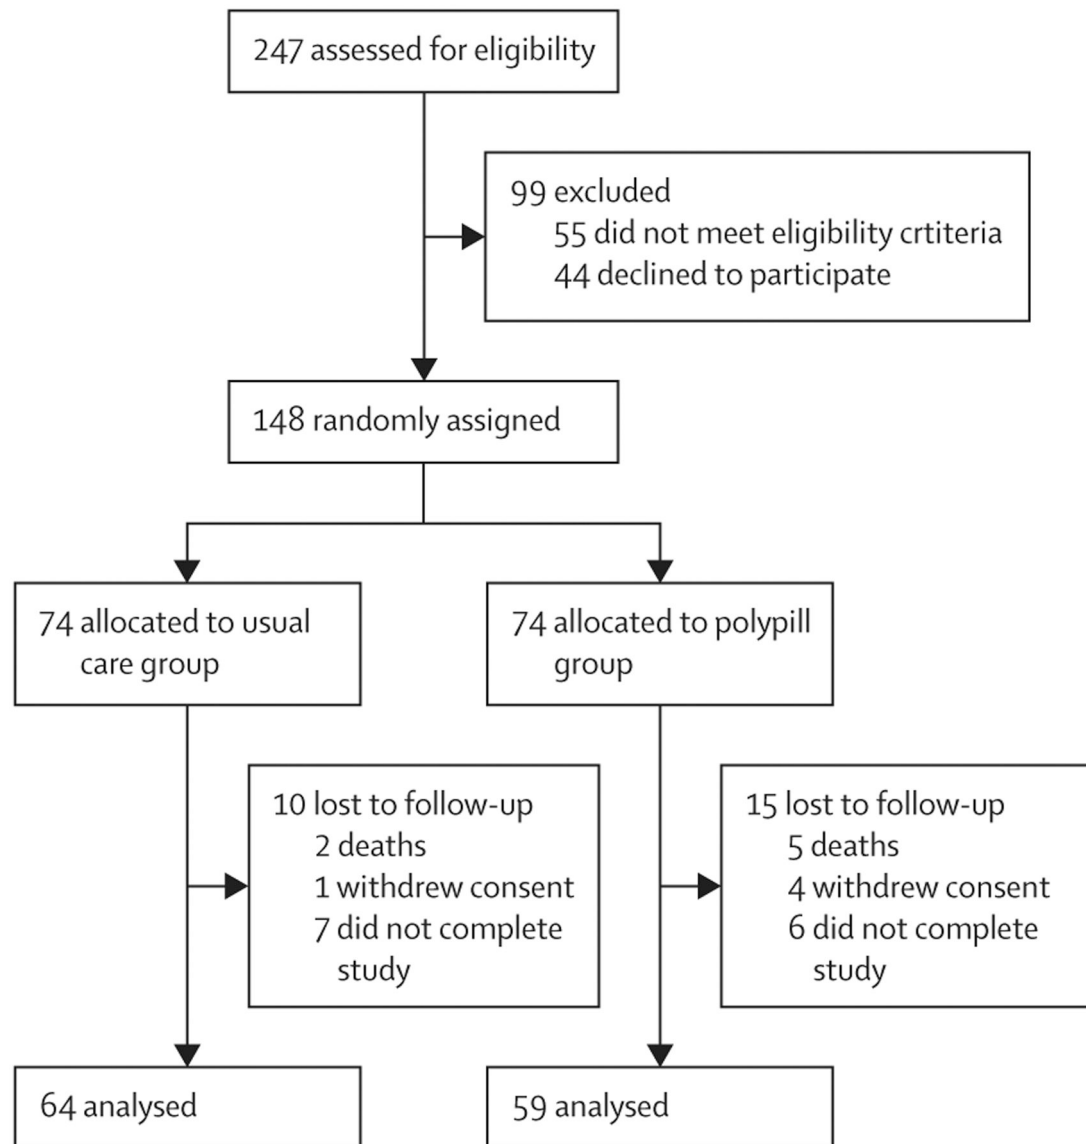 247 assessed for eligibility
99 excluded
55 did not meet eligibility crtiteria
44 declined to participate
148 randomly assigned
74 allocated to usual
care group
74 allocated to polypill
group
10 lost to follow-up
2 deaths
1 withdrew consent
7 did not complete
study
15 lost to follow-up
5 deaths
4 withdrew consent
6 did not complete
study
64 analysed
59 analysed